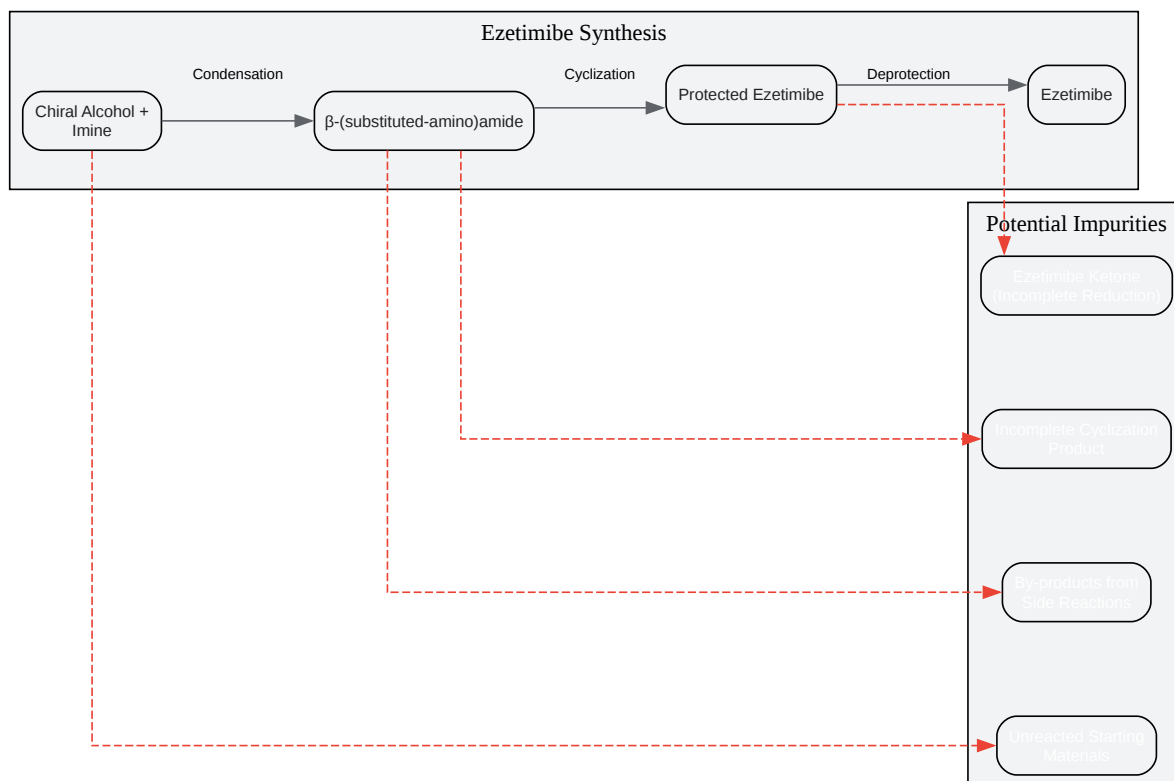 Ezetimibe Synthesis
Condensation
Cyclization
Deprotection
Chiral Alcohol +
Imine
β-(substituted-amino)amide
Protected Ezetimibe
Ezetimibe
Potential Impurities
Ezetimibe Ketone
(Incomplete Reduction)
Incomplete Cyclization
Product
By-products from
Side Reactions
Unreacted Starting
Materials